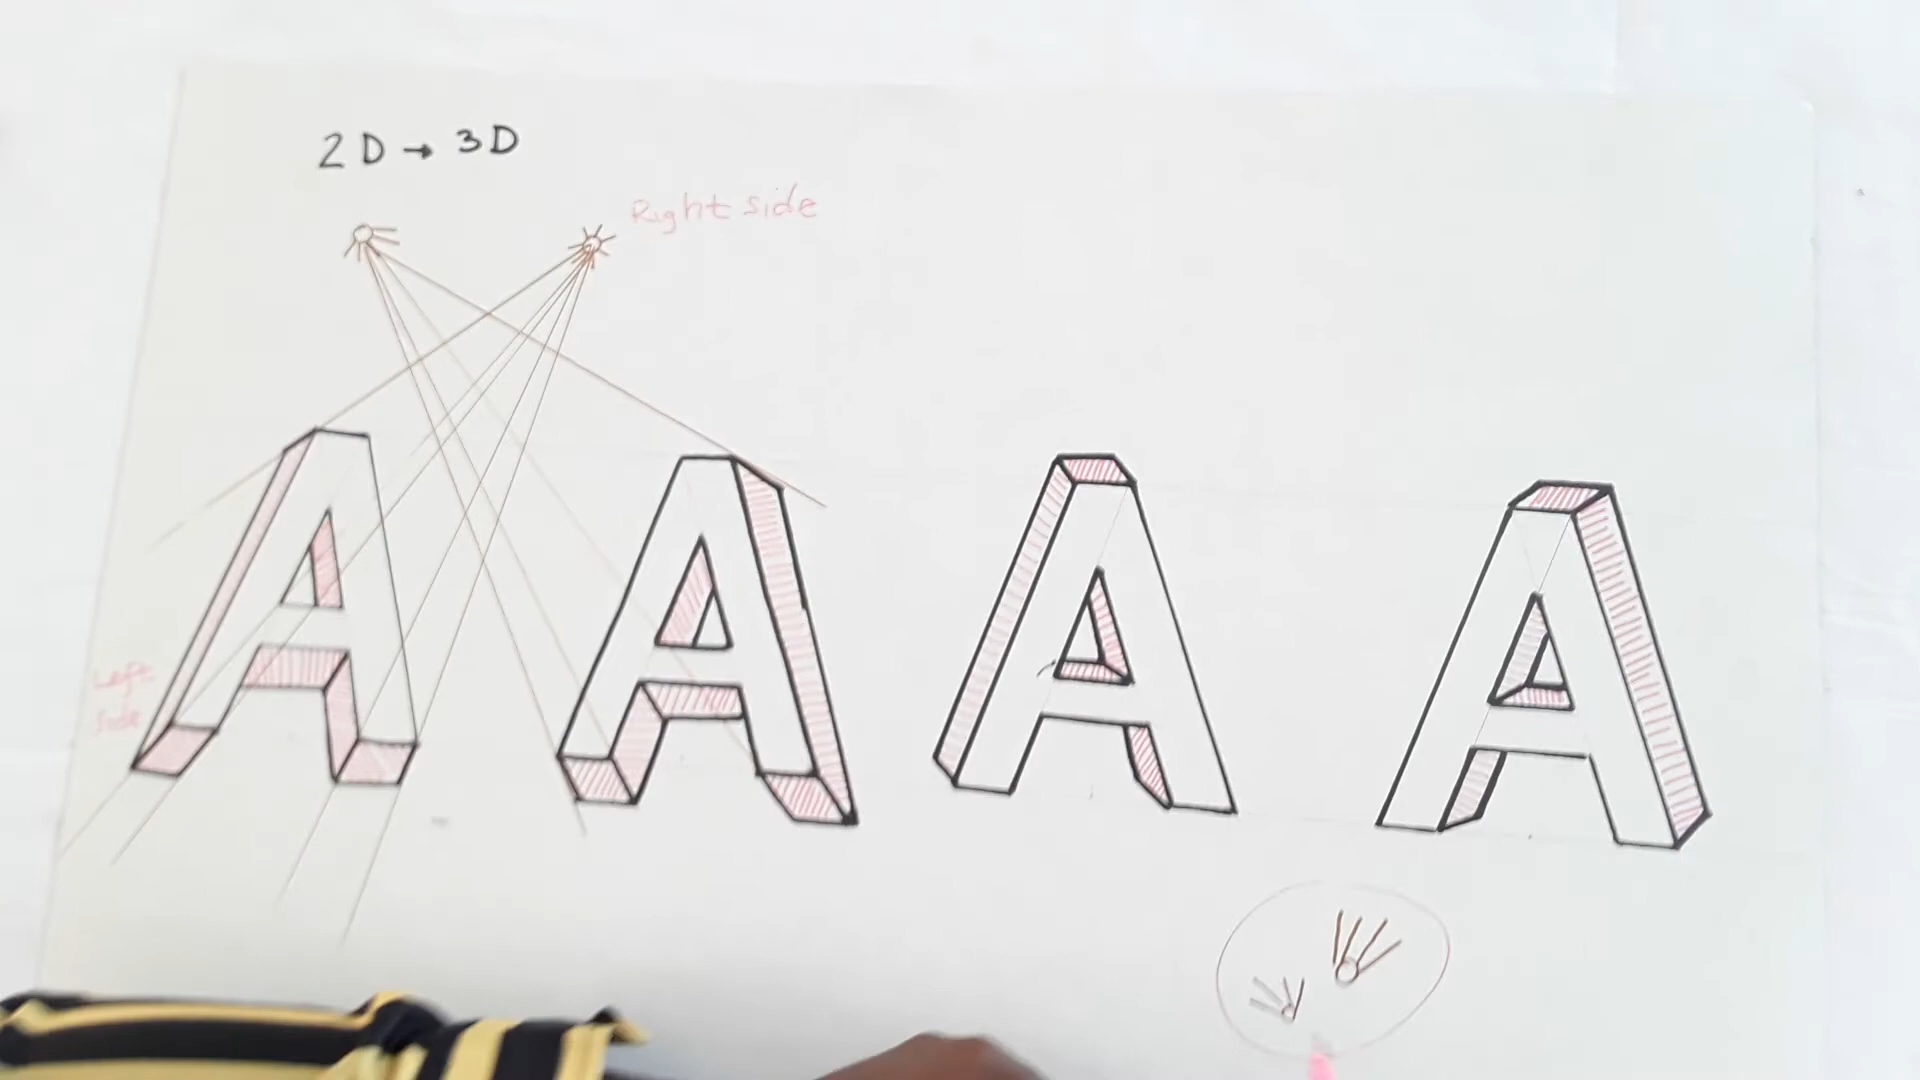 2D → 3D
Right side
Left
side
A A A A